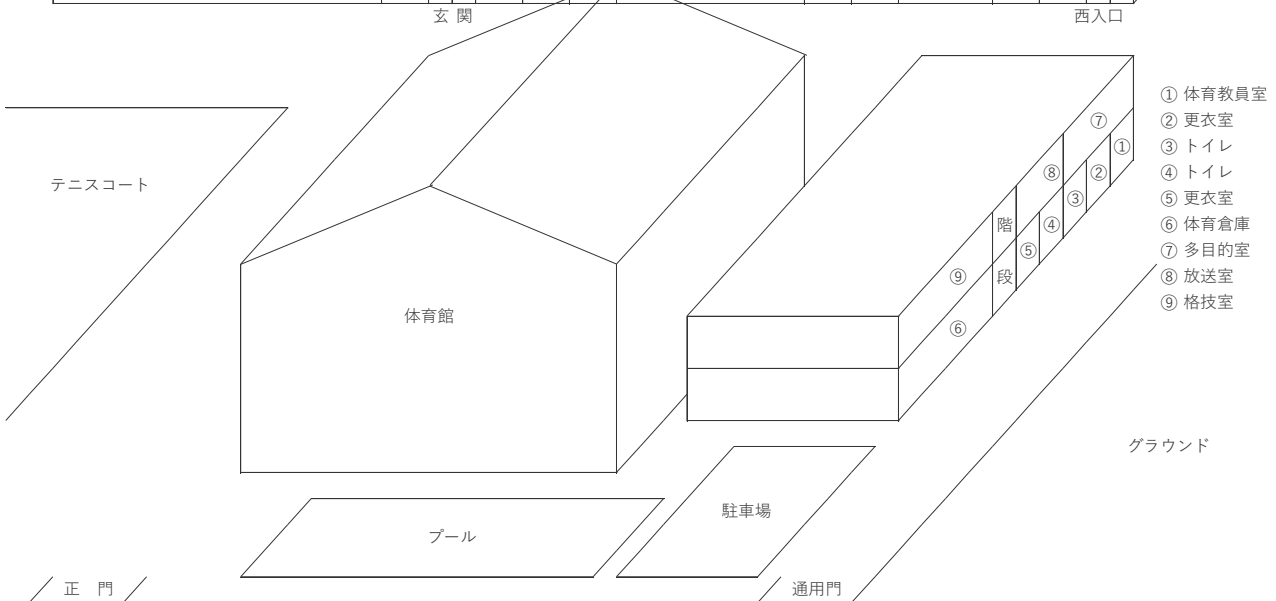 玄 関
西入口
① 体育教員室
② 更衣室
③ トイレ
④ トイレ
⑤ 更衣室
⑥ 体育倉庫
⑦ 多目的室
⑧ 放送室
⑨ 格技室
⑦
①
②
⑧
③
テニスコート
階
④
⑤
段
⑨
⑥
体育館
グラウンド
駐車場
プール
正 門
通用門